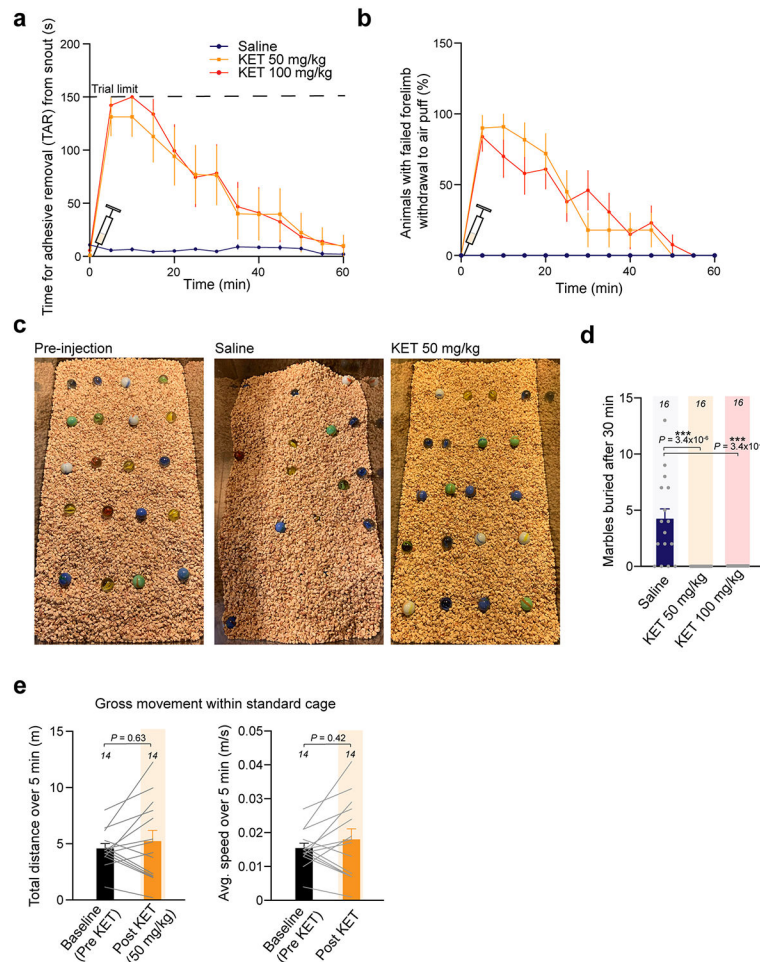 a
Time for adhesive removal (TAR) from snout (s)
200
150
100
50
0
Trial limit
Saline
KET 50 mg/kg
KET 100 mg/kg
0
20
40
60
Time (min)
b
Animals with failed forelimb
withdrawal to air puff (%)
150
100
50
0
0
20
40
60
Time (min)
c
Pre-injection
Saline
KET 50 mg/kg
d
Marbles buried after 30 min
15
10
5
0
16
16
16
***
P = 3.4x10-6
***
P = 3.4x10
Saline
KET 50 mg/kg
KET 100 mg/kg
e
Gross movement within standard cage
Total distance over 5 min (m)
15
10
5
0
P = 0.63
14
14
Baseline
(Pre KET)
Post KET
(50 mg/kg)
Avg. speed over 5 min (m/s)
0.05
0.04
0.03
0.02
0.01
0
P = 0.42
14
14
Baseline
(Pre KET)
Post KET